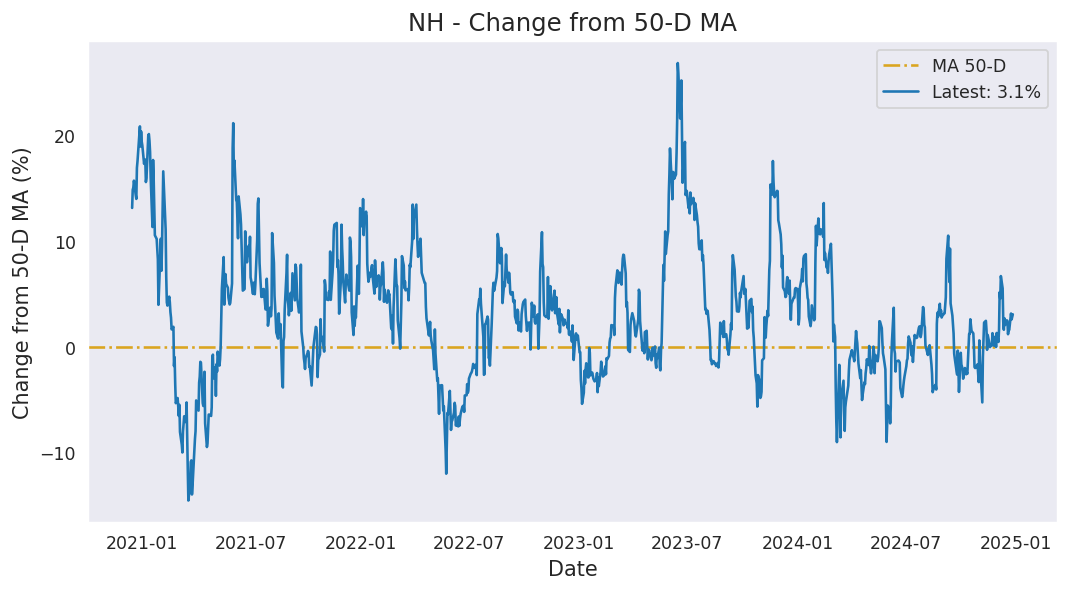 NH - Change from 50-D MA
MA 50-D
Latest: 3.1%
Change from 50-D MA (%)
20
10
0
−10
2021-01
2021-07
2022-01
2022-07
2023-01
2023-07
2024-01
2024-07
2025-01
Date